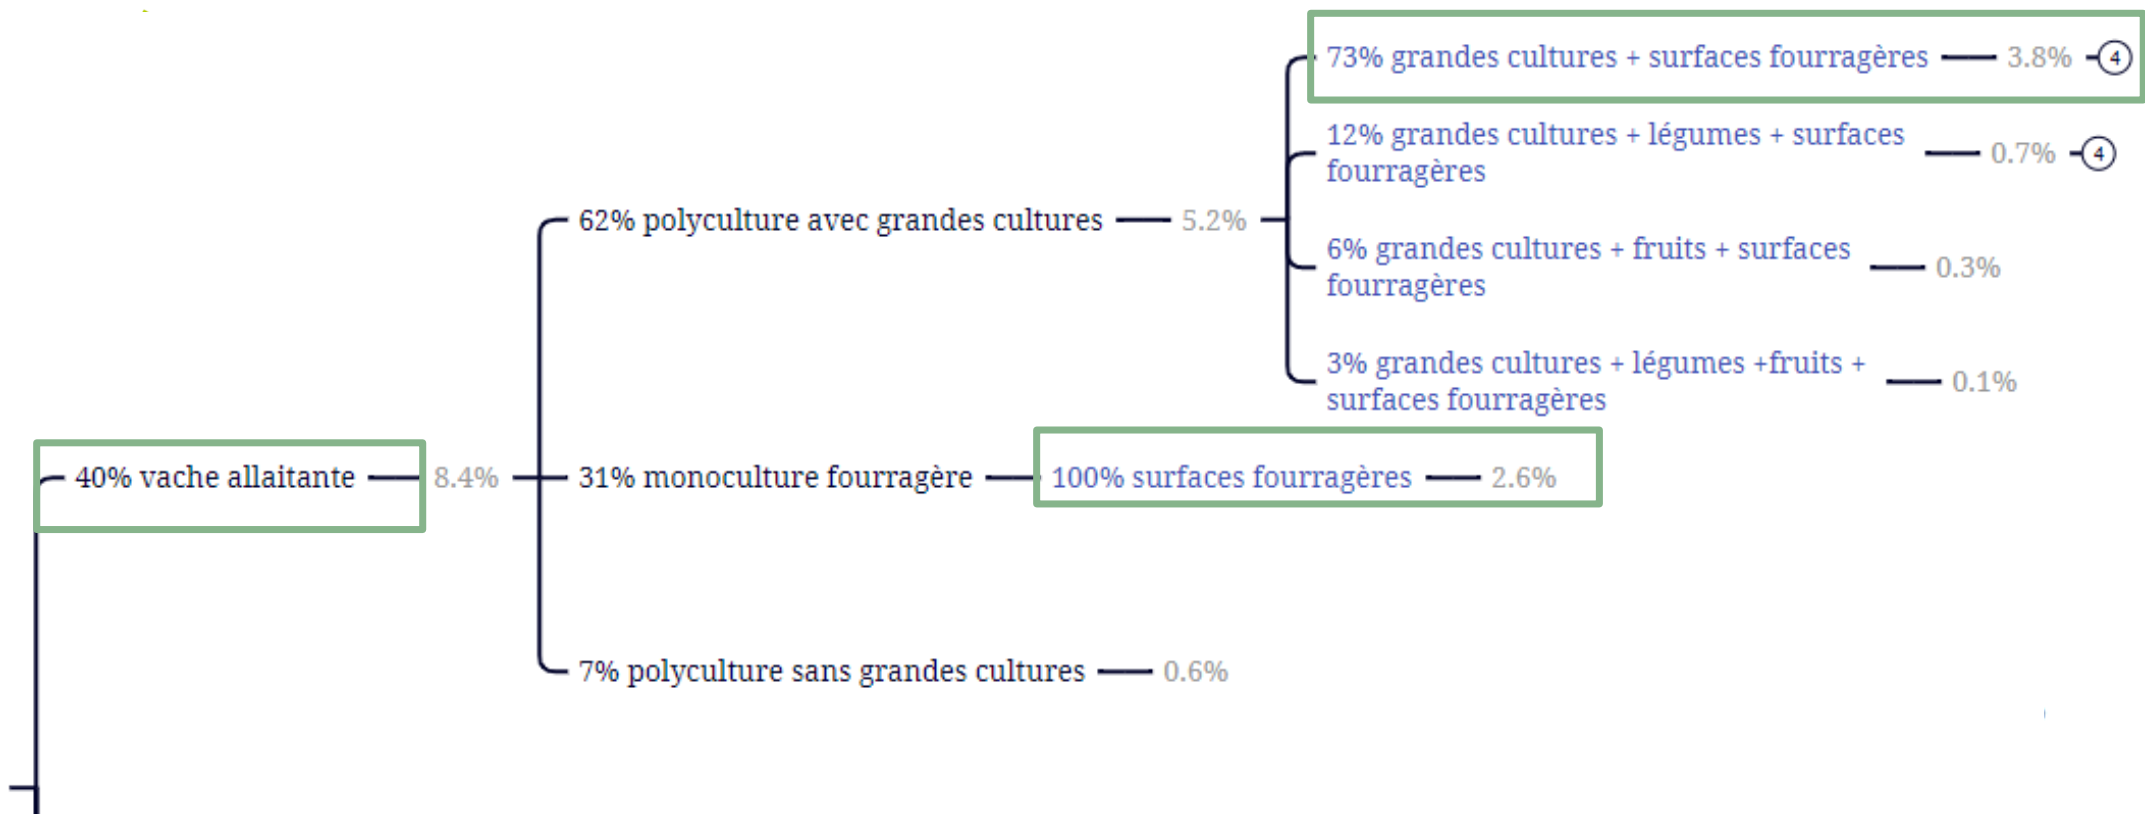 73% grandes cultures + surfaces fourragères 3.8% 4
12% grandes cultures + légumes + surfaces
fourragères 0.7% 4
62% polyculture avec grandes cultures 5.2%
6% grandes cultures + fruits + surfaces
fourragères 0.3%
3% grandes cultures + légumes +fruits +
surfaces fourragères 0.1%
40% vache allaitante 8.4% 31% monoculture fourragère 100% surfaces fourragères 2.6%
7% polyculture sans grandes cultures 0.6%